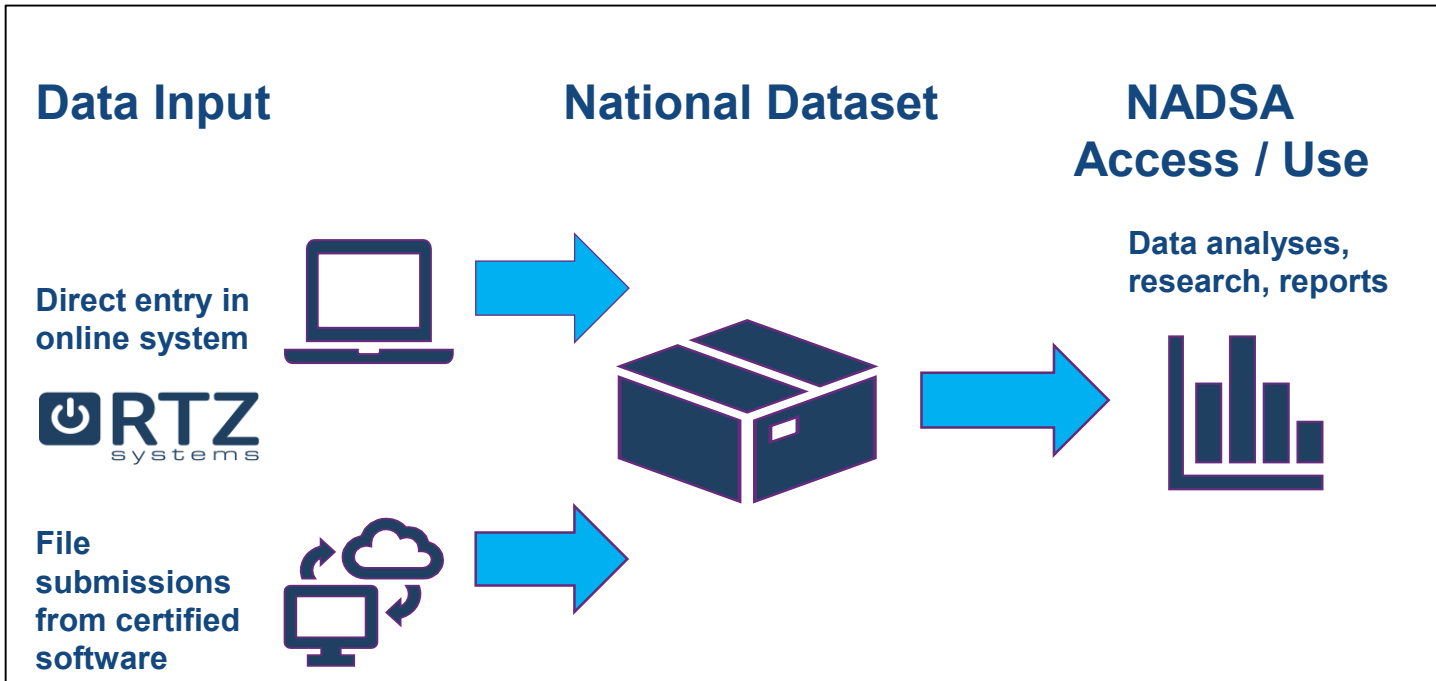 Data Input
National Dataset
NADSA
Access / Use
Data analyses,
research, reports
Direct entry in
online system
RTZ
systems
File
submissions
from certified
software